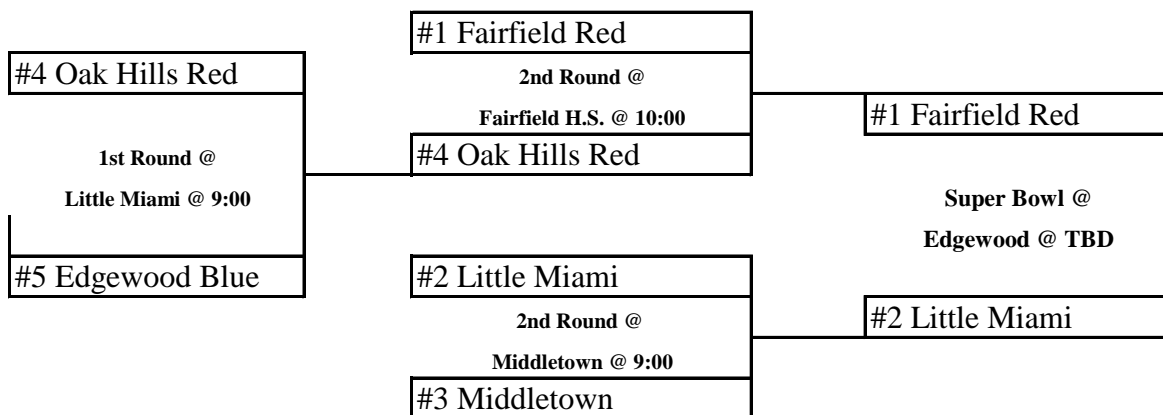 #4 Oak Hills Red
1st Round @
Little Miami @ 9:00
#5 Edgewood Blue
#1 Fairfield Red
2nd Round @
Fairfield H.S. @ 10:00
#4 Oak Hills Red
#2 Little Miami
2nd Round @
Middletown @ 9:00
#3 Middletown
#1 Fairfield Red
Super Bowl @
Edgewood @ TBD
#2 Little Miami